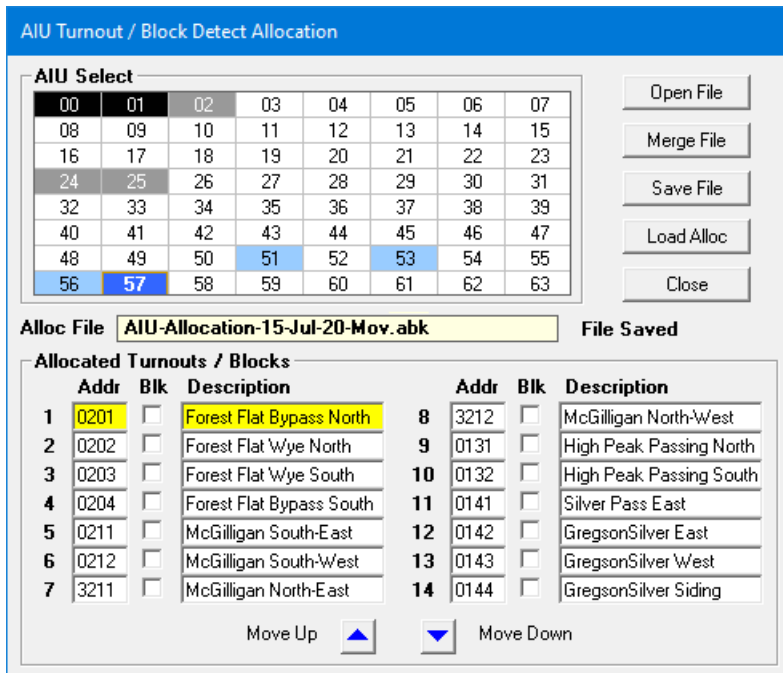 AIU Turnout / Block Detect Allocation
AIU Select
00 01 02 03 04 05 06 07
08 09 10 11 12 13 14 15
16 17 18 19 20 21 22 23
24 25 26 27 28 29 30 31
32 33 34 35 36 37 38 39
40 41 42 43 44 45 46 47
48 49 50 51 52 53 54 55
56 57 58 59 60 61 62 63
Open File
Merge File
Save File
Load Alloc
Close
Alloc File AIU-Allocation-15-Jul-20-Mov.abk File Saved
Allocated Turnouts / Blocks
Addr Blk Description
1 0201 Forest Flat Bypass North
2 0202 Forest Flat Wye North
3 0203 Forest Flat Wye South
4 0204 Forest Flat Bypass South
5 0211 McGilligan South-East
6 0212 McGilligan South-West
7 3211 McGilligan North-East
Addr Blk Description
8 3212 McGilligan North-West
9 0131 High Peak Passing North
10 0132 High Peak Passing South
11 0141 Silver Pass East
12 0142 GregsonSilver East
13 0143 GregsonSilver West
14 0144 GregsonSilver Siding
Move Up Move Down